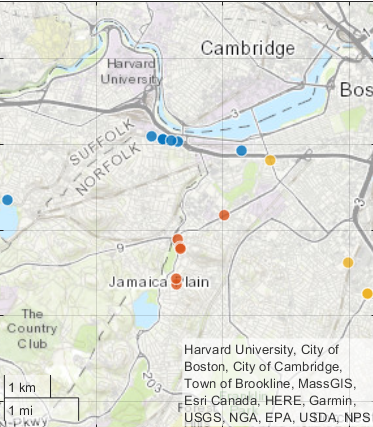 Cambridge
Harvard
University
Bos
3
SUFFOLK
NORFOLK
3
9
Jamaica Plain
The
Country
Club
203
1 km
1 mi
Harvard University, City of
Boston, City of Cambridge,
Town of Brookline, MassGIS,
Esri Canada, HERE, Garmin,
USGS, NGA, EPA, USDA, NPS